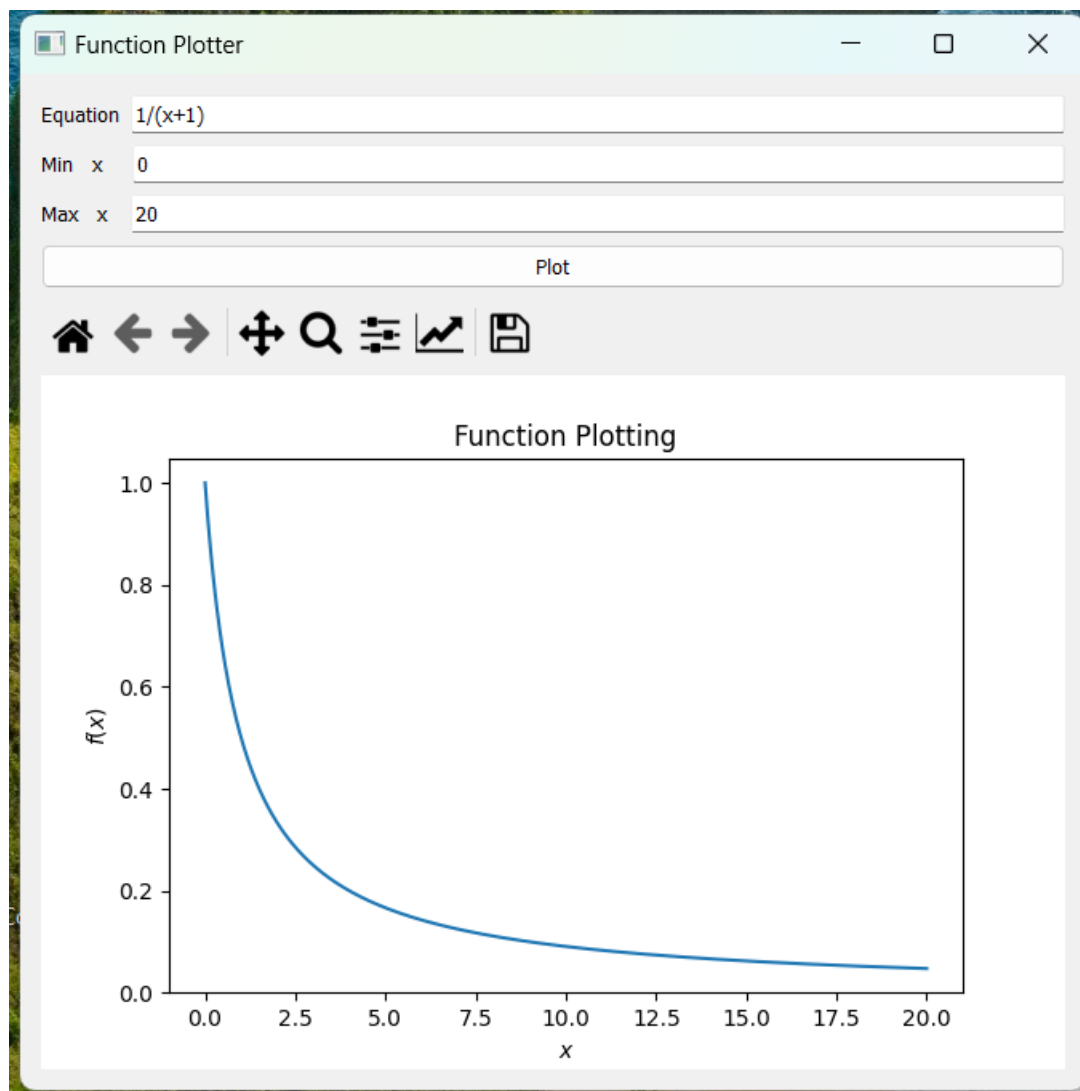 Function Plotter
Equation 1/(x+1)
Min x 0
Max x 20
Plot
Function Plotting
1.0
0.8
0.6
f(x)
0.4
0.2
0.0
0.0 2.5 5.0 7.5 10.0 12.5 15.0 17.5 20.0
x